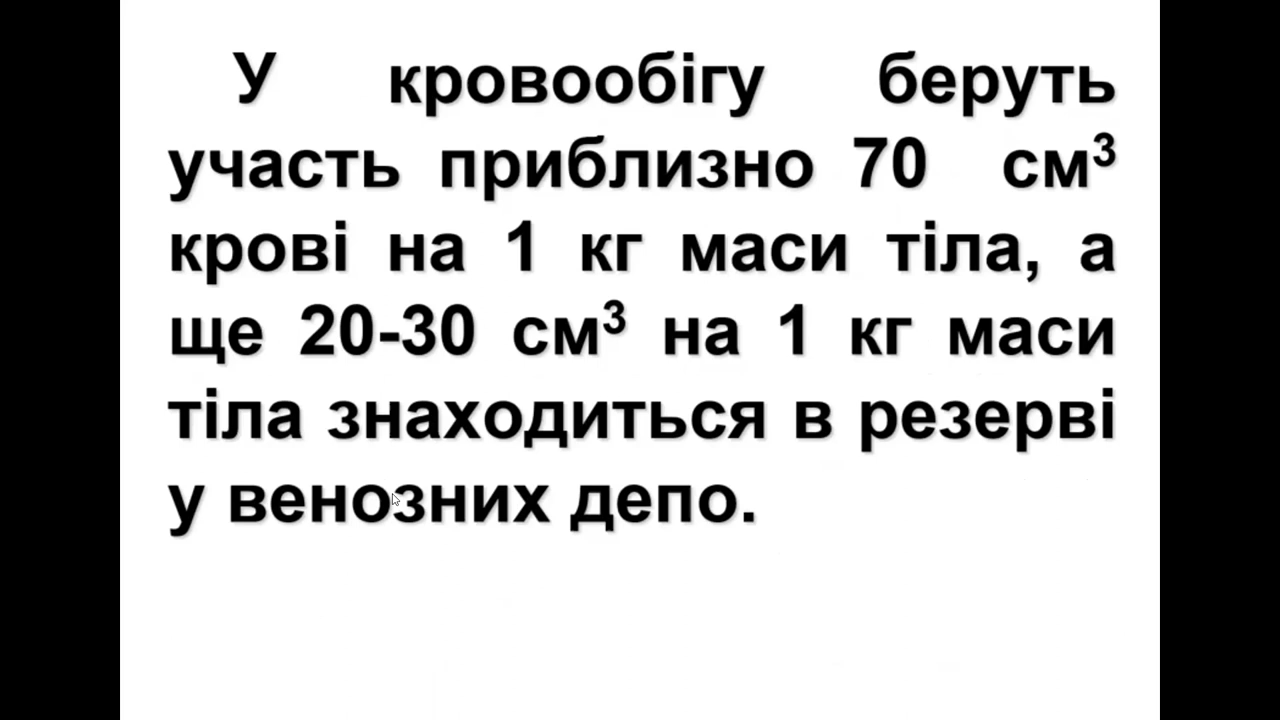 У кровообігу беруть
участь приблизно 70 см³
крові на 1 кг маси тіла, а
ще 20-30 см³ на 1 кг маси
тіла знаходиться в резерві
у венозних депо.